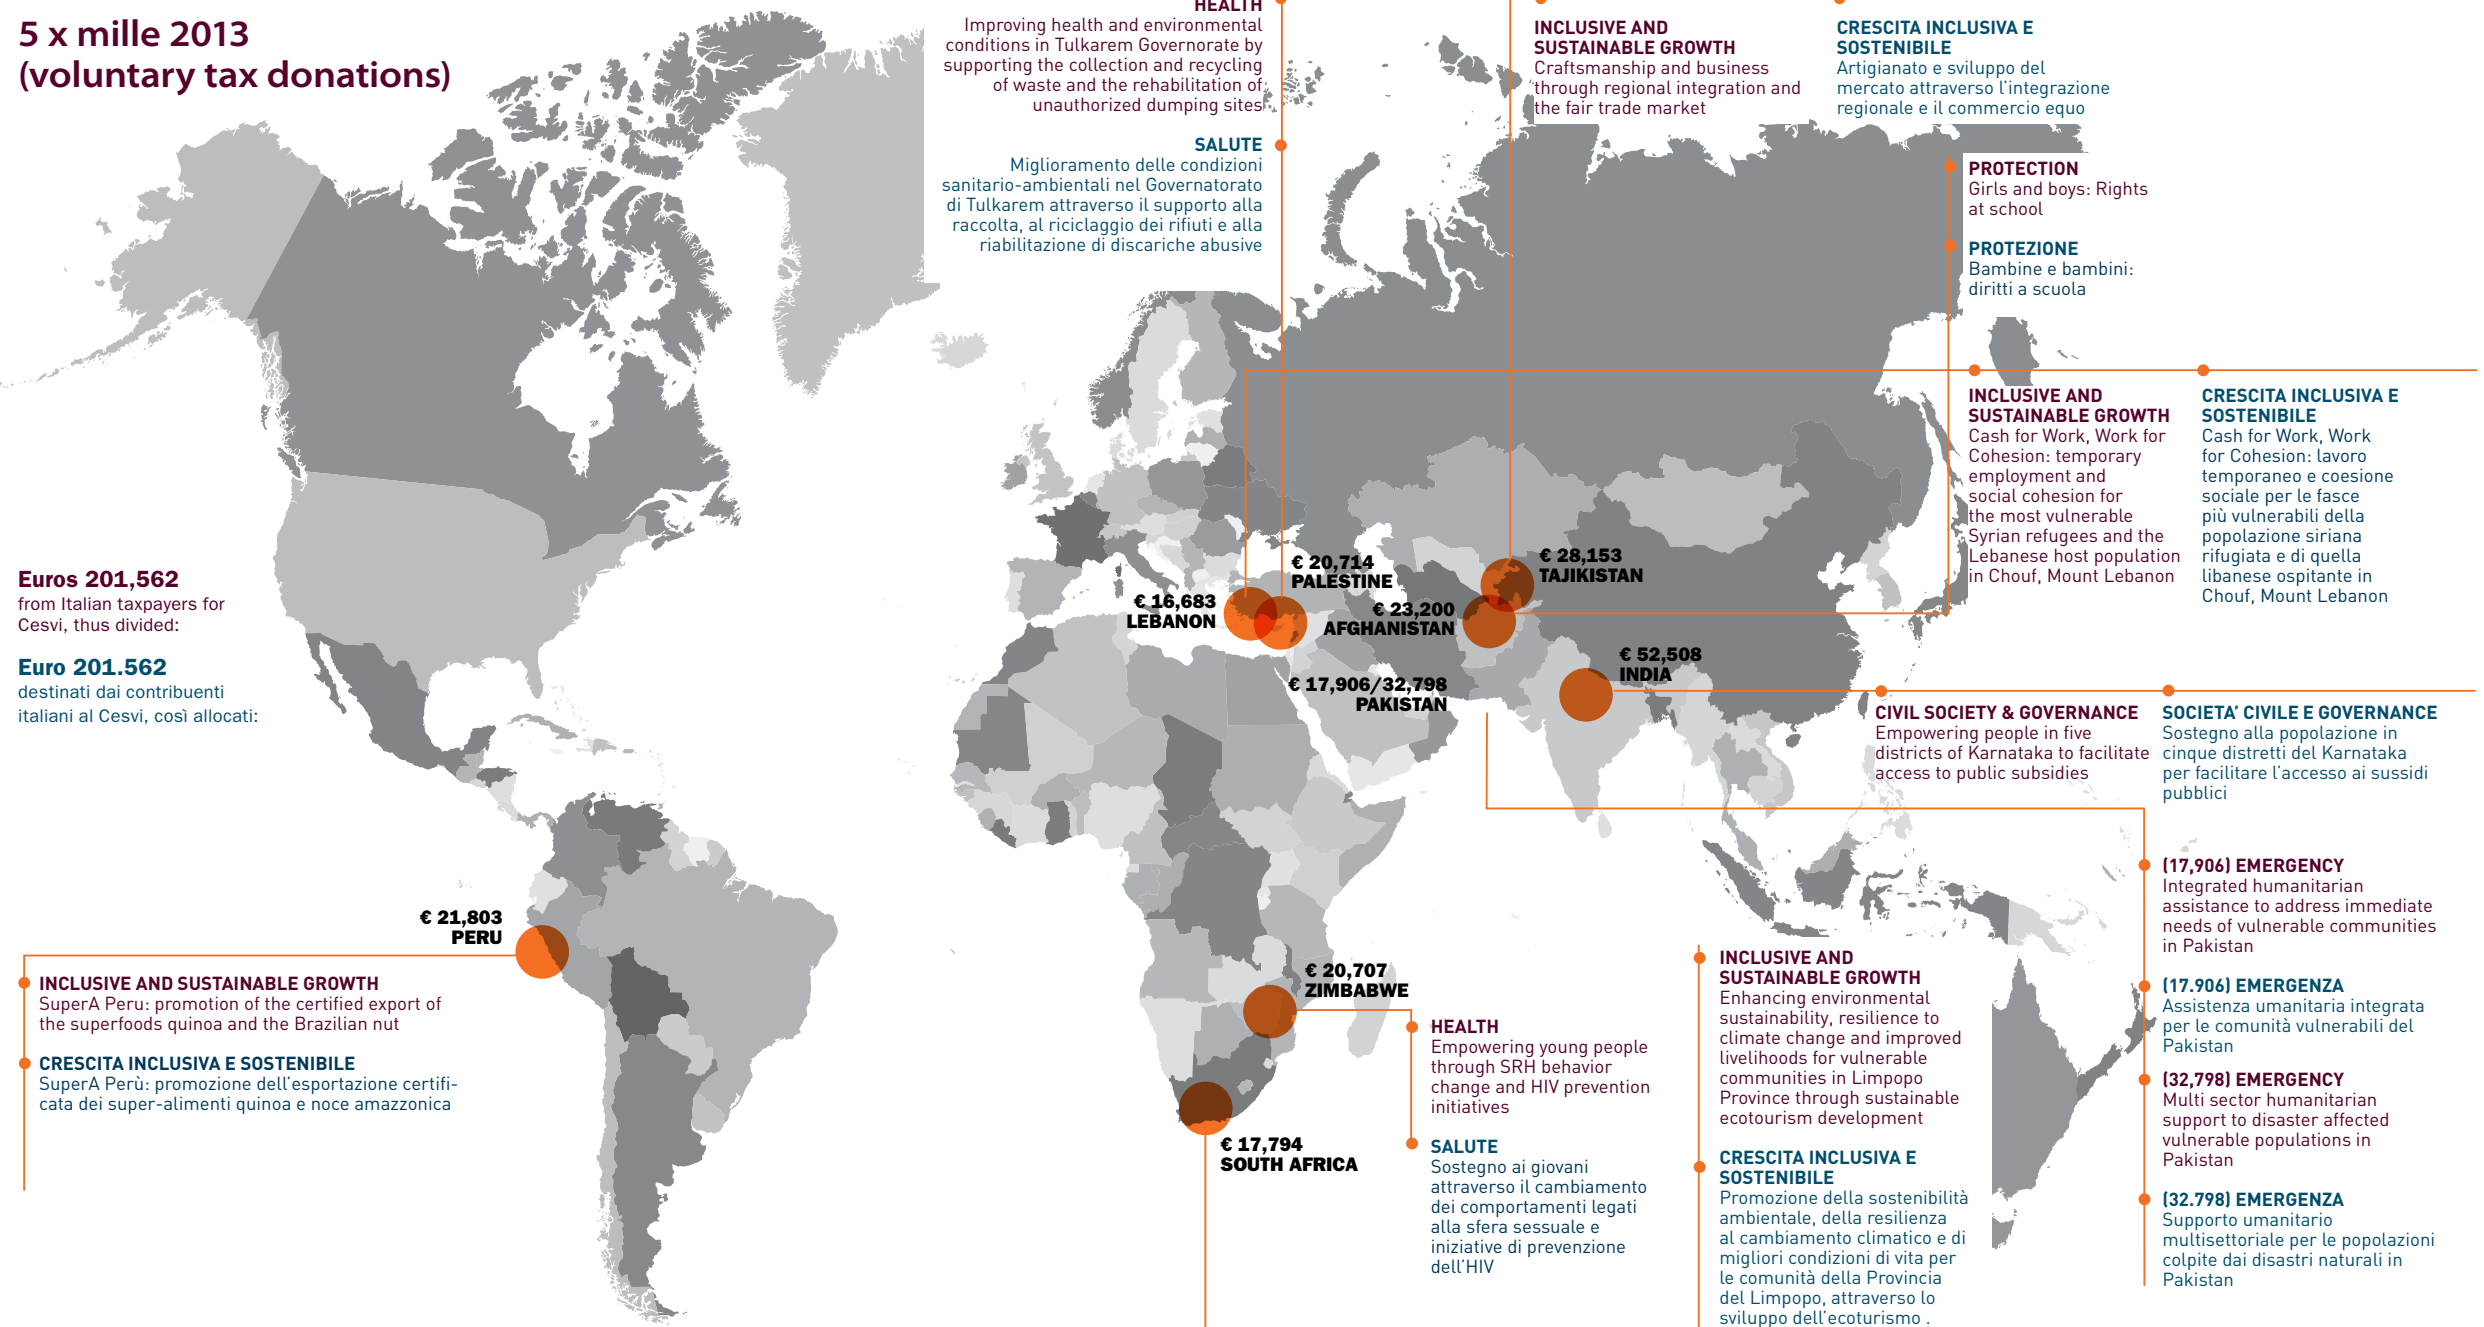 5 x mille 2013
(voluntary tax donations)
HEALTH
Improving health and environmental
conditions in Tulkarem Governorate by
supporting the collection and recycling
of waste and the rehabilitation of
unauthorized dumping sites
SALUTE
Miglioramento delle condizioni
sanitario-ambientali nel Governatorato
di Tulkarem attraverso il supporto alla
raccolta, al riciclaggio dei rifiuti e alla
riabilitazione di discariche abusive
INCLUSIVE AND
SUSTAINABLE GROWTH
Craftsmanship and business
through regional integration and
the fair trade market
CRESCITA INCLUSIVA E
SOSTENIBILE
Artigianato e sviluppo del
mercato attraverso l'integrazione
regionale e il commercio equo
PROTECTION
Girls and boys: Rights
at school
PROTEZIONE
Bambine e bambini:
diritti a scuola
INCLUSIVE AND
SUSTAINABLE GROWTH
Cash for Work, Work for
Cohesion: temporary
employment and
social cohesion for
the most vulnerable
Syrian refugees and the
Lebanese host population
in Chouf, Mount Lebanon
CRESCITA INCLUSIVA E
SOSTENIBILE
Cash for Work, Work
for Cohesion: lavoro
temporaneo e coesione
sociale per le fasce
più vulnerabili della
popolazione siriana
rifugiata e di quella
libanese ospitante in
Chouf, Mount Lebanon
Euros 201,562
from Italian taxpayers for
Cesvi, thus divided:
Euro 201.562
destinati dai contribuenti
italiani al Cesvi, così allocati:
€ 20,714
PALESTINE
€ 16,683
LEBANON
€ 28,153
TAJIKISTAN
€ 23,200
AFGHANISTAN
€ 52,508
INDIA
€ 17,906/32,798
PAKISTAN
CIVIL SOCIETY & GOVERNANCE
Empowering people in five
districts of Karnataka to facilitate
access to public subsidies
SOCIETA' CIVILE E GOVERNANCE
Sostegno alla popolazione in
cinque distretti del Karnataka
per facilitare l'accesso ai sussidi
pubblici
(17,906) EMERGENCY
Integrated humanitarian
assistance to address immediate
needs of vulnerable communities
in Pakistan
(17.906) EMERGENZA
Assistenza umanitaria integrata
per le comunità vulnerabili del
Pakistan
(32,798) EMERGENCY
Multi sector humanitarian
support to disaster affected
vulnerable populations in
Pakistan
(32.798) EMERGENZA
Supporto umanitario
multisettoriale per le popolazioni
colpite dai disastri naturali in
Pakistan
€ 21,803
PERU
INCLUSIVE AND SUSTAINABLE GROWTH
SuperA Peru: promotion of the certified export of
the superfoods quinoa and the Brazilian nut
CRESCITA INCLUSIVA E SOSTENIBILE
SuperA Perù: promozione dell'esportazione certifi-
cata dei super-alimenti quinoa e noce amazzonica
€ 20,707
ZIMBABWE
HEALTH
Empowering young people
through SRH behavior
change and HIV prevention
initiatives
SALUTE
Sostegno ai giovani
attraverso il cambiamento
dei comportamenti legati
alla sfera sessuale e
iniziative di prevenzione
dell'HIV
€ 17,794
SOUTH AFRICA
INCLUSIVE AND
SUSTAINABLE GROWTH
Enhancing environmental
sustainability, resilience to
climate change and improved
livelihoods for vulnerable
communities in Limpopo
Province through sustainable
ecotourism development
CRESCITA INCLUSIVA E
SOSTENIBILE
Promozione della sostenibilità
ambientale, della resilienza
al cambiamento climatico e di
migliori condizioni di vita per
le comunità della Provincia
del Limpopo, attraverso lo
sviluppo dell'ecoturismo .